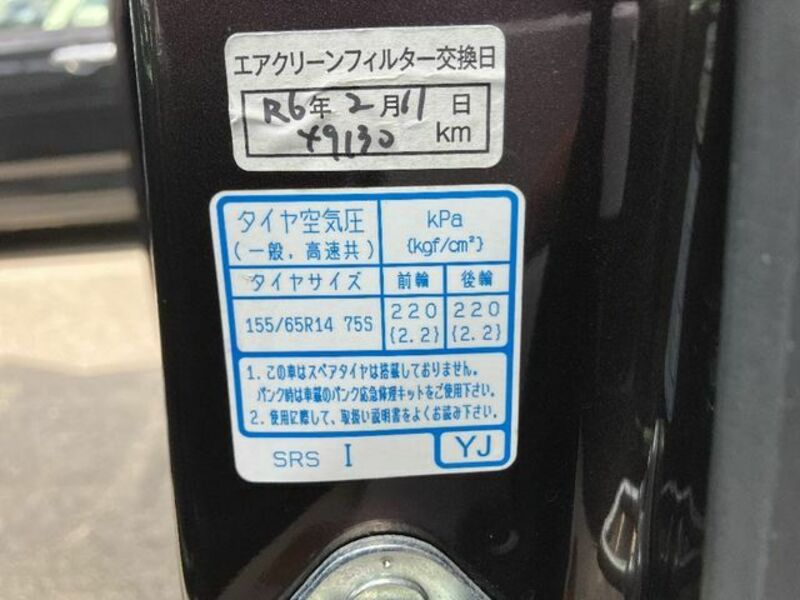 エアクリーンフィルター交換日
R6年 2月11日
49130 km
タイヤ空気圧 kPa
(一般，高速共) {kgf/cm²}
タイヤサイズ 前輪 後輪
155/65R14 75S 220 220
{2.2} {2.2}
1．この車はスペアタイヤは搭載しておりません。
パンク時は車載のパンク応急修理キットをご使用下さい。
2．使用に際して、取扱い説明書をよくお読み下さい。
SRS I YJ